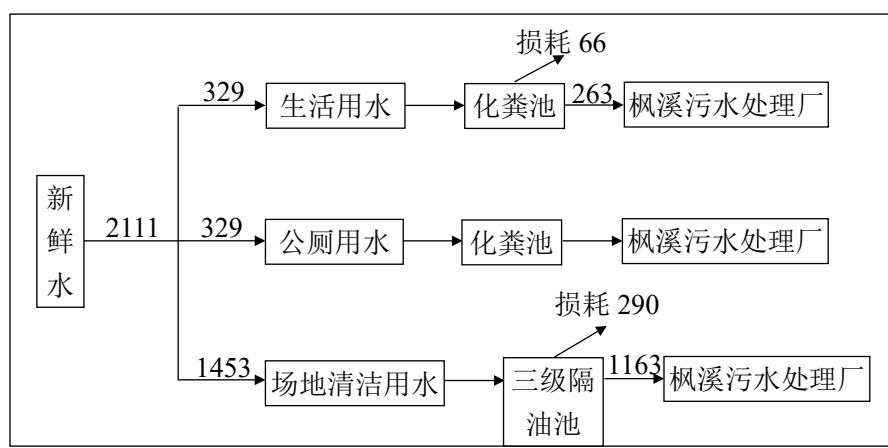 损耗 66
329
生活用水
化粪池
263
枫溪污水处理厂
新鲜水
2111
329
公厕用水
化粪池
枫溪污水处理厂
损耗 290
1453
场地清洁用水
三级隔
油池
1163
枫溪污水处理厂